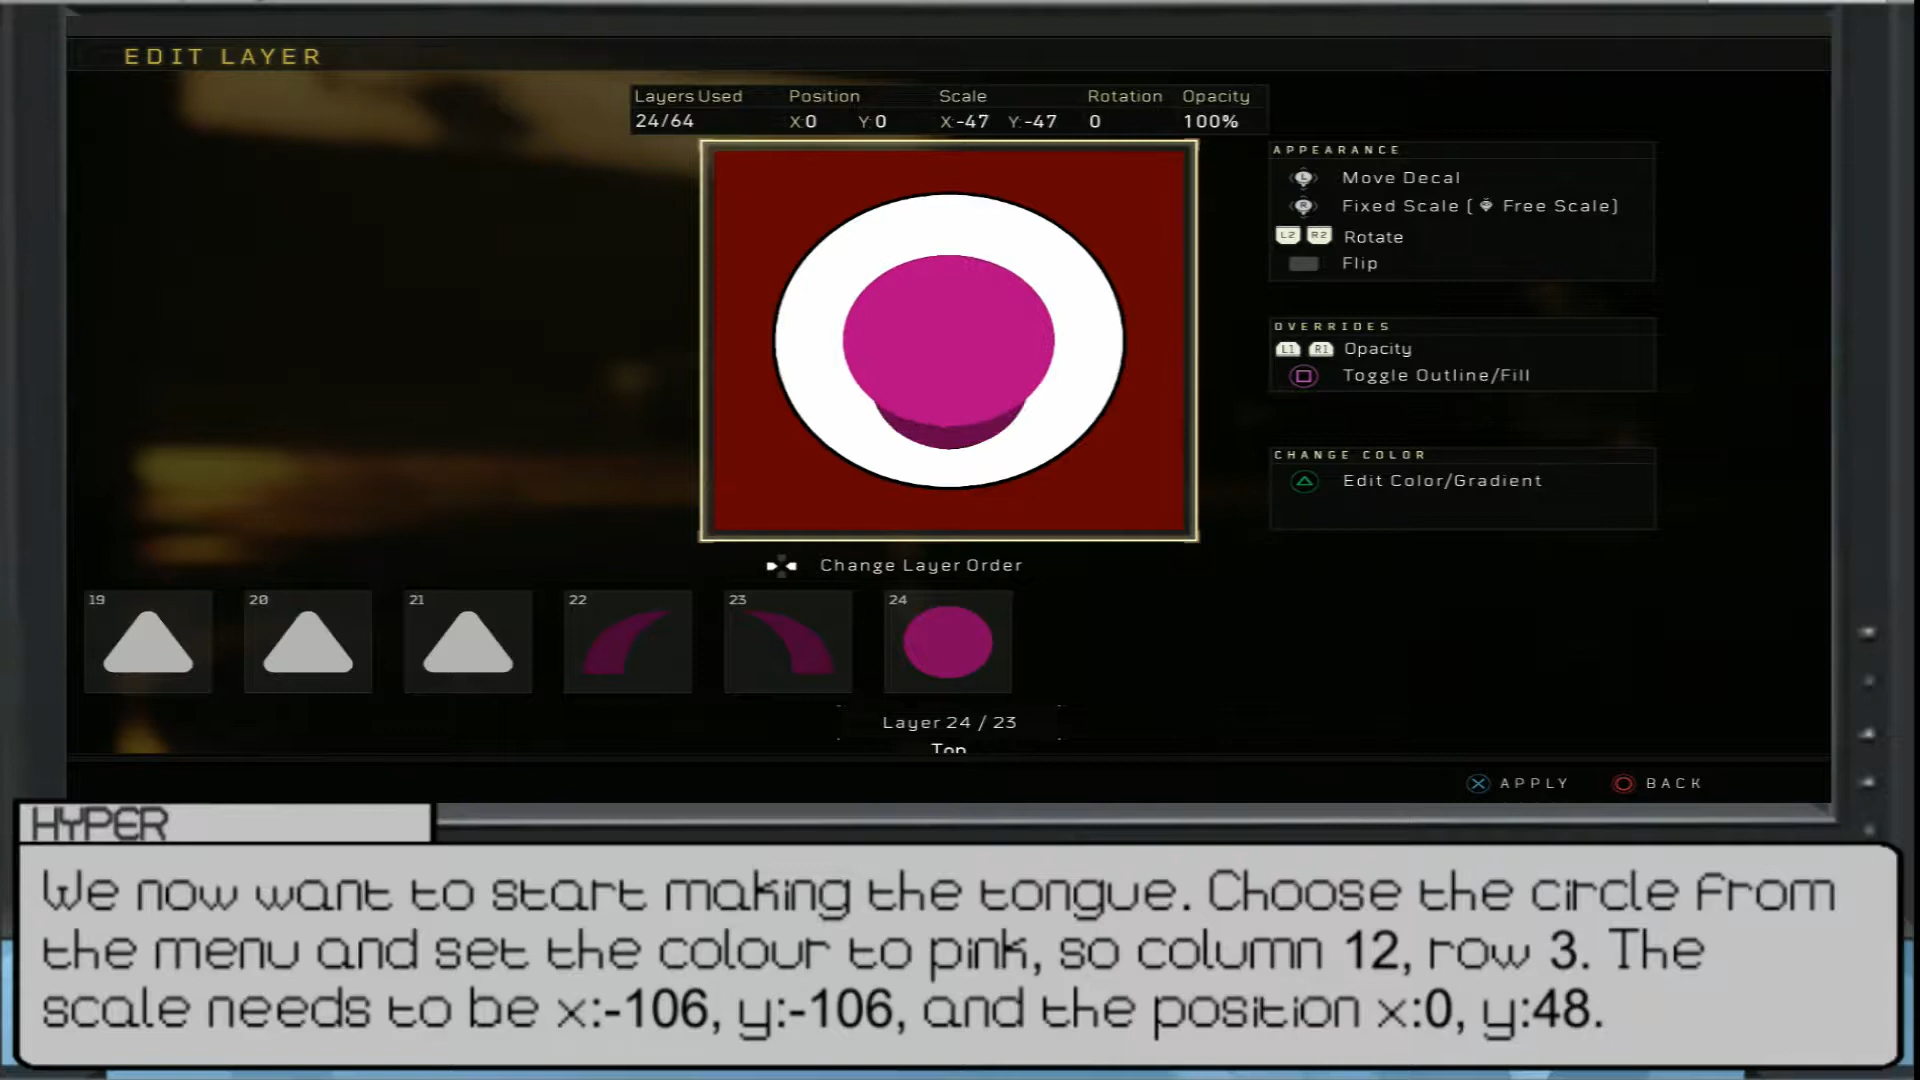 EDIT LAYER
Layers Used Position Scale Rotation Opacity
24/64 X:0 Y:0 X:-47 Y:-47 0 100%
APPEARANCE
L Move Decal
R Fixed Scale ( Free Scale)
L2 R2 Rotate
Flip
OVERRIDES
L1 R1 Opacity
Toggle Outline/Fill
CHANGE COLOR
Edit Color/Gradient
Change Layer Order
19 20 21 22 23 24
Layer 24 / 23
Top
APPLY BACK
HYPER
We now want to start making the tongue. Choose the circle from
the menu and set the colour to pink, so column 12, row 3. The
scale needs to be x:-106, y:-106, and the position x:0, y:48.